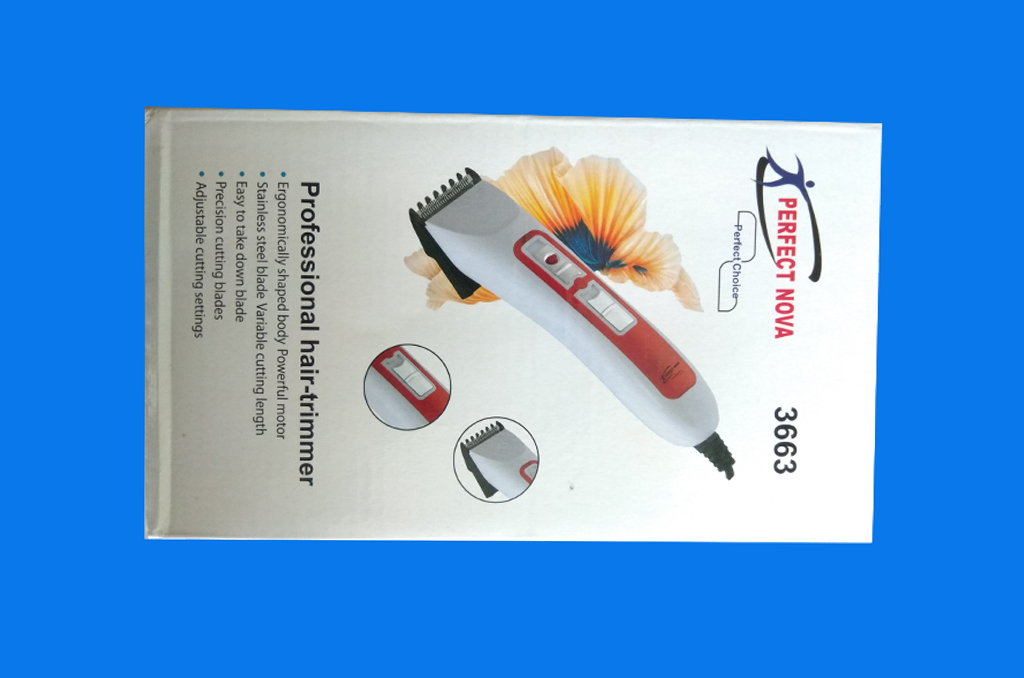 PERFECT NOVA
Perfect Choice
3663
Professional hair-trimmer
• Ergonomically shaped body Powerful motor
• Stainless steel blade Variable cutting length
• Easy to take down blade
• Precision cutting blades
• Adjustable cutting settings